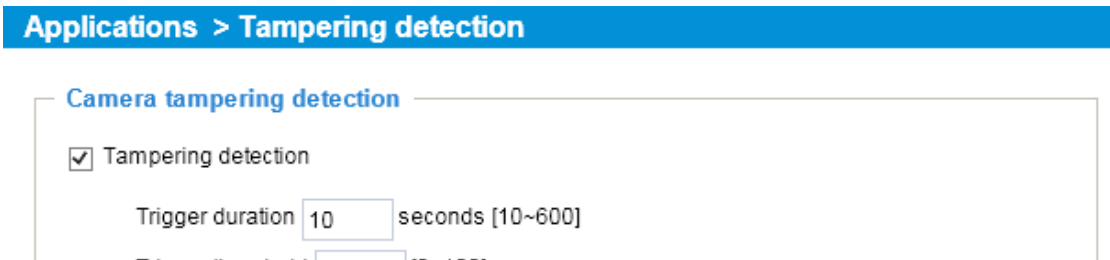 Applications > Tampering detection
Camera tampering detection
Tampering detection
Trigger duration 10 seconds [10~600]